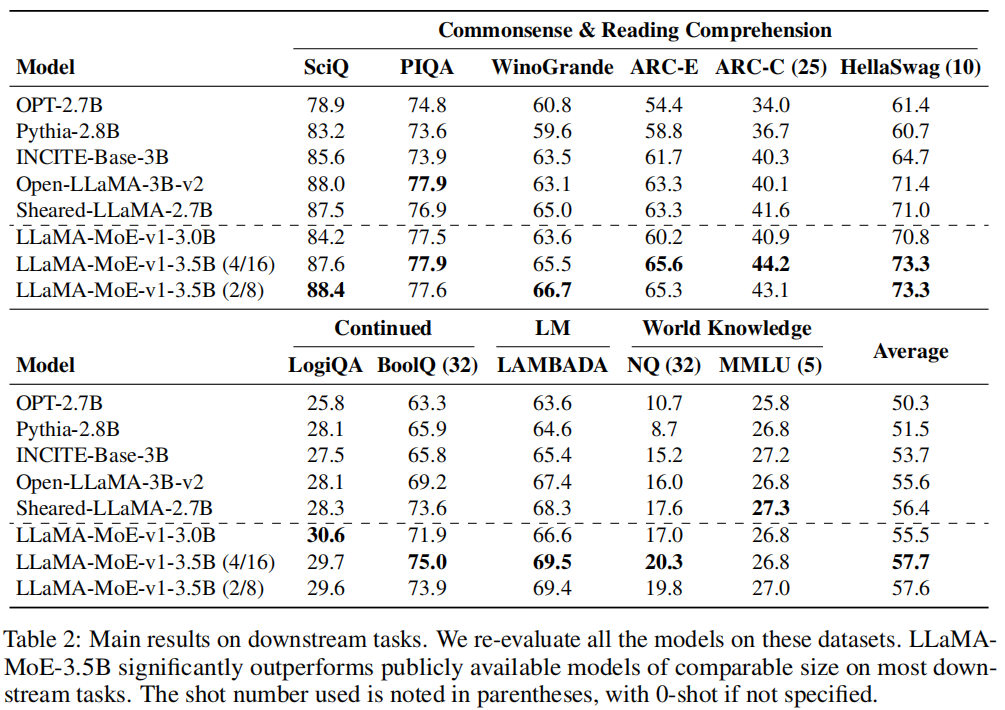 Commonsense & Reading Comprehension
Model SciQ PIQA WinoGrande ARC-E ARC-C (25) HellaSwag (10)
OPT-2.7B 78.9 74.8 60.8 54.4 34.0 61.4
Pythia-2.8B 83.2 73.6 59.6 58.8 36.7 60.7
INCITE-Base-3B 85.6 73.9 63.5 61.7 40.3 64.7
Open-LLaMA-3B-v2 88.0 77.9 63.1 63.3 40.1 71.4
Sheared-LLaMA-2.7B 87.5 76.9 65.0 63.3 41.6 71.0
LLaMA-MoE-v1-3.0B 84.2 77.5 63.6 60.2 40.9 70.8
LLaMA-MoE-v1-3.5B (4/16) 87.6 77.9 65.5 65.6 44.2 73.3
LLaMA-MoE-v1-3.5B (2/8) 88.4 77.6 66.7 65.3 43.1 73.3
Continued LM World Knowledge Average
Model LogiQA BoolQ (32) LAMBADA NQ (32) MMLU (5)
OPT-2.7B 25.8 63.3 63.6 10.7 25.8 50.3
Pythia-2.8B 28.1 65.9 64.6 8.7 26.8 51.5
INCITE-Base-3B 27.5 65.8 65.4 15.2 27.2 53.7
Open-LLaMA-3B-v2 28.1 69.2 67.4 16.0 26.8 55.6
Sheared-LLaMA-2.7B 28.3 73.6 68.3 17.6 27.3 56.4
LLaMA-MoE-v1-3.0B 30.6 71.9 66.6 17.0 26.8 55.5
LLaMA-MoE-v1-3.5B (4/16) 29.7 75.0 69.5 20.3 26.8 57.7
LLaMA-MoE-v1-3.5B (2/8) 29.6 73.9 69.4 19.8 27.0 57.6
Table 2: Main results on downstream tasks. We re-evaluate all the models on these datasets. LLaMA-
MoE-3.5B significantly outperforms publicly available models of comparable size on most down-
stream tasks. The shot number used is noted in parentheses, with 0-shot if not specified.